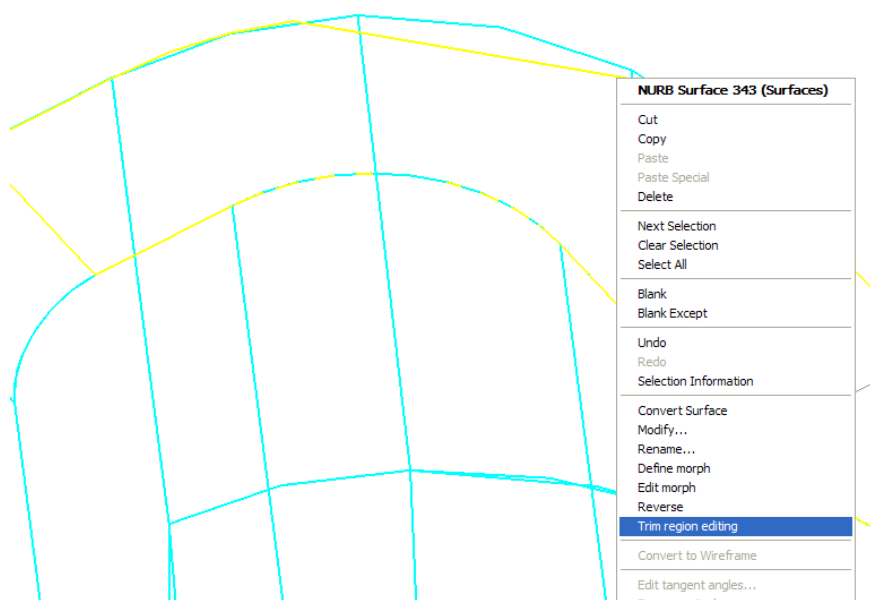 NURB Surface 343 (Surfaces)
Cut
Copy
Paste
Paste Special
Delete
Next Selection
Clear Selection
Select All
Blank
Blank Except
Undo
Redo
Selection Information
Convert Surface
Modify...
Rename...
Define morph
Edit morph
Reverse
Trim region editing
Convert to Wireframe
Edit tangent angles...